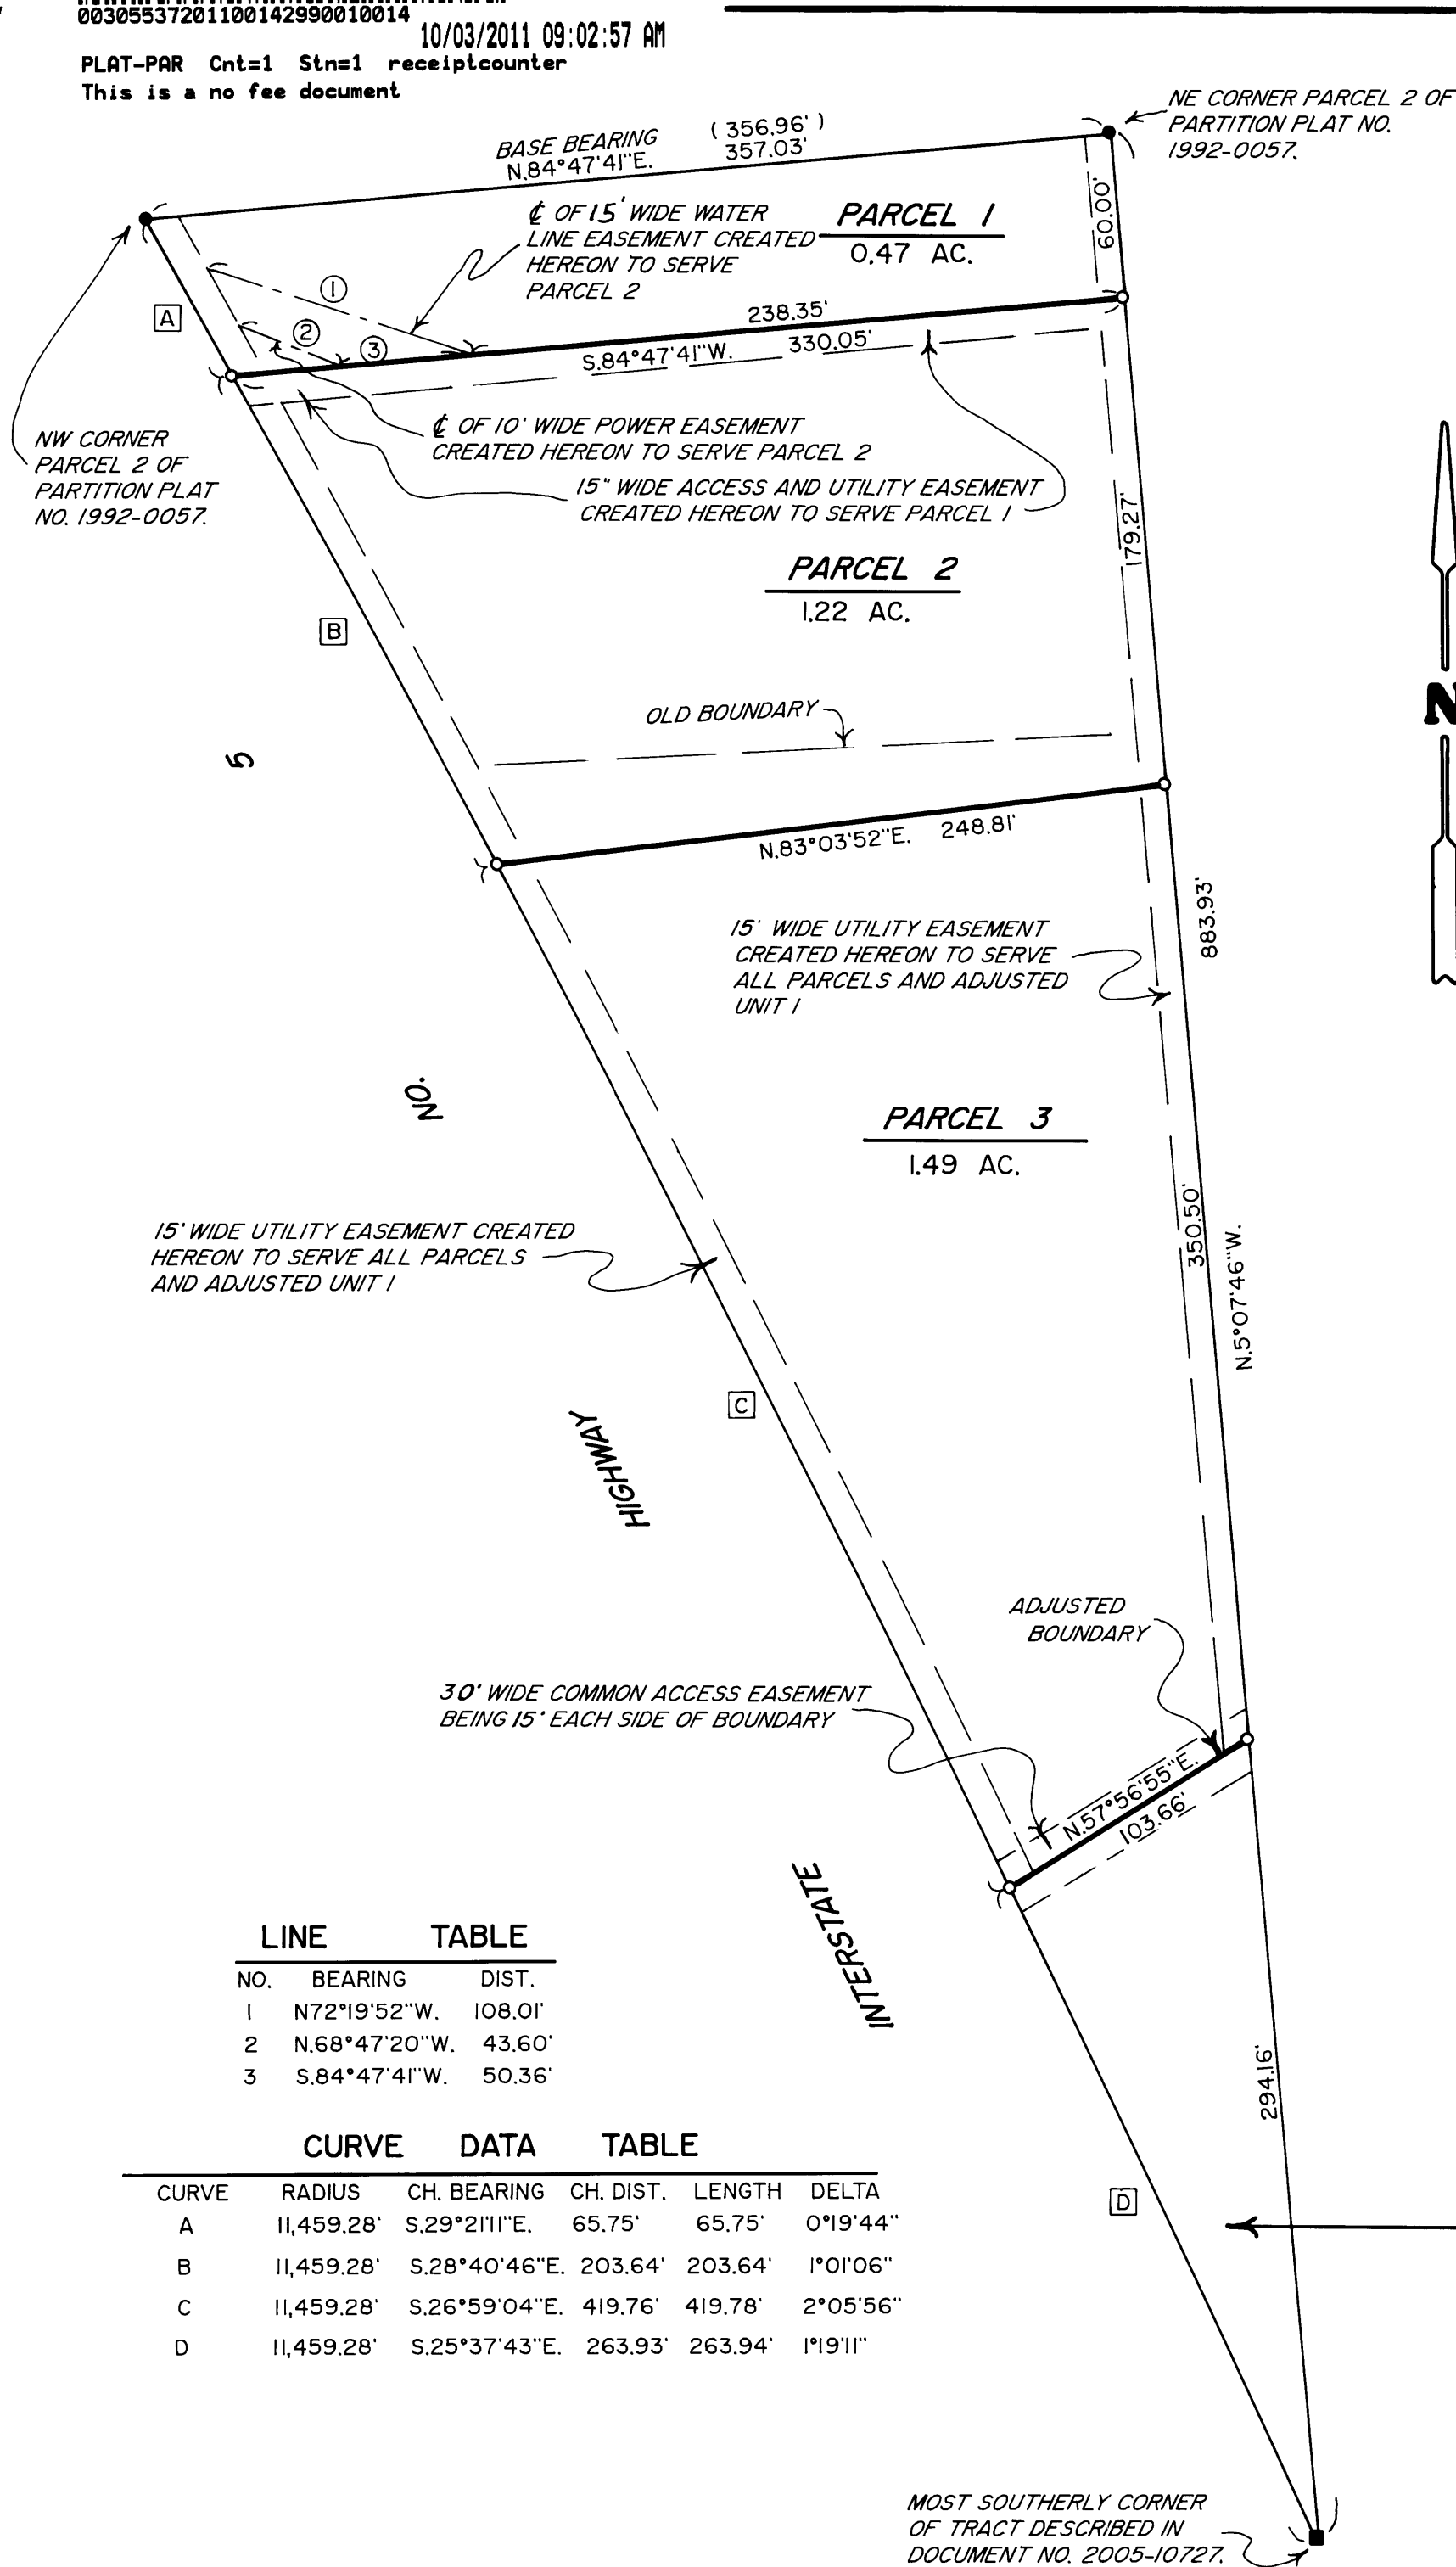 00305537201100142990010014
10/03/2011 09:02:57 AM
PLAT-PAR Cnt=1 Stn=1 receiptcounter
This is a no fee document
NE CORNER PARCEL 2 OF
PARTITION PLAT NO.
1992-0057.
BASE BEARING
N.84°47'41"E.
(356.96')
357.03'
60.00'
℄ OF 15' WIDE WATER
LINE EASEMENT CREATED
HEREON TO SERVE
PARCEL 2
PARCEL 1
0.47 AC.
A
1
2
3
238.35'
S.84°47'41"W. 330.05'
NW CORNER
PARCEL 2 OF
PARTITION PLAT
NO. 1992-0057.
℄ OF 10' WIDE POWER EASEMENT
CREATED HEREON TO SERVE PARCEL 2
15" WIDE ACCESS AND UTILITY EASEMENT
CREATED HEREON TO SERVE PARCEL 1
179.27'
PARCEL 2
1.22 AC.
B
N
OLD BOUNDARY
5
N.83°03'52"E. 248.81'
883.93'
15' WIDE UTILITY EASEMENT
CREATED HEREON TO SERVE
ALL PARCELS AND ADJUSTED
UNIT 1
NO.
PARCEL 3
1.49 AC.
350.50'
N.5°07'46"W.
15' WIDE UTILITY EASEMENT CREATED
HEREON TO SERVE ALL PARCELS
AND ADJUSTED UNIT 1
C
HIGHWAY
ADJUSTED
BOUNDARY
30' WIDE COMMON ACCESS EASEMENT
BEING 15' EACH SIDE OF BOUNDARY
N.57°56'55"E.
103.66'
INTERSTATE
LINE TABLE
NO. BEARING DIST.
1 N72°19'52"W. 108.01'
2 N.68°47'20"W. 43.60'
3 S.84°47'41"W. 50.36'
294.16'
CURVE DATA TABLE
CURVE RADIUS CH. BEARING CH. DIST. LENGTH DELTA
A 11,459.28' S.29°21'11"E. 65.75' 65.75' 0°19'44"
B 11,459.28' S.28°40'46"E. 203.64' 203.64' 1°01'06"
C 11,459.28' S.26°59'04"E. 419.76' 419.78' 2°05'56"
D 11,459.28' S.25°37'43"E. 263.93' 263.94' 1°19'11"
D
MOST SOUTHERLY CORNER
OF TRACT DESCRIBED IN
DOCUMENT NO. 2005-10727.